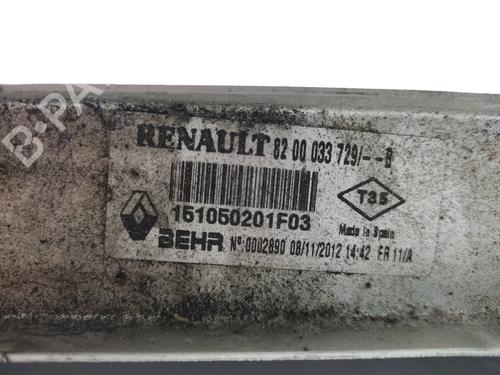 RENAULT 82 00 033 729/--B
T35
151050201F03
Made in Spain
BEHR Nº:0002890 08/11/2012 14:42 ER 11/A
B-PA